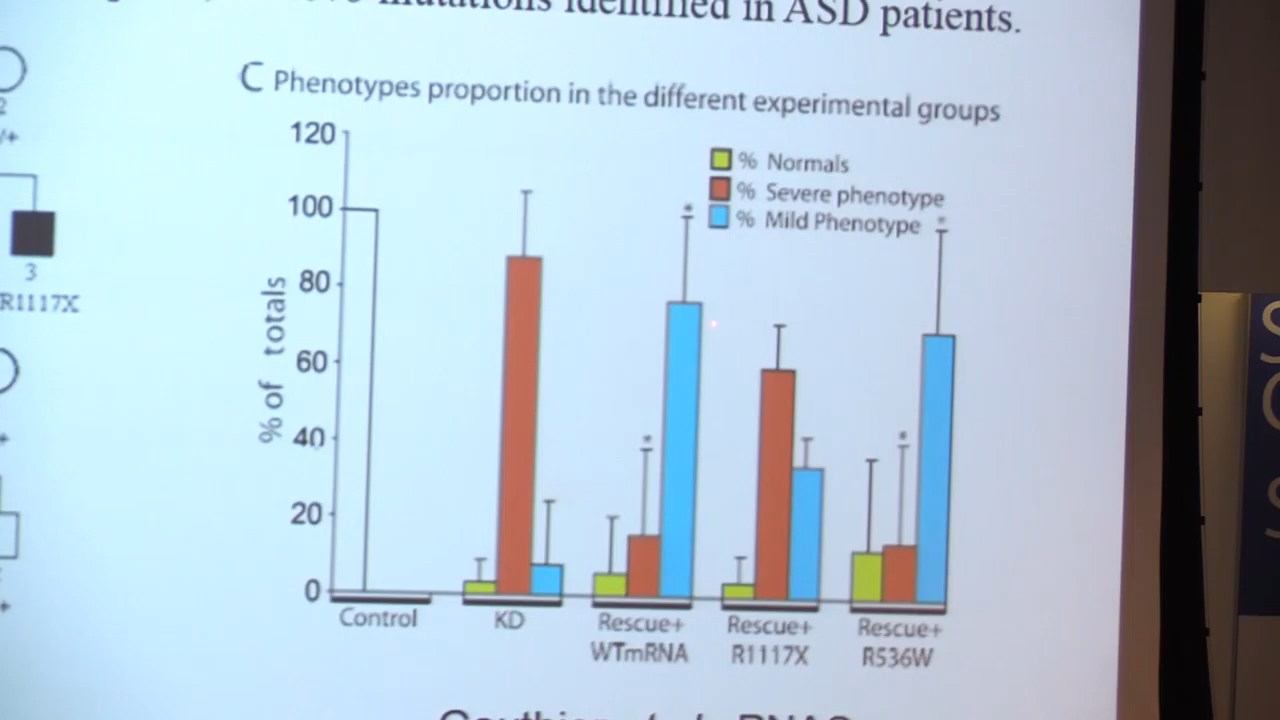 mutations identified in ASD patients.
C Phenotypes proportion in the different experimental groups
120
100
80
60
40
20
0
% of totals
% Normals
% Severe phenotype
% Mild Phenotype
*
*
*
*
Control
KD
Rescue+
WTmRNA
Rescue+
R1117X
Rescue+
R536W
2
/+
3
R1117X
+
+